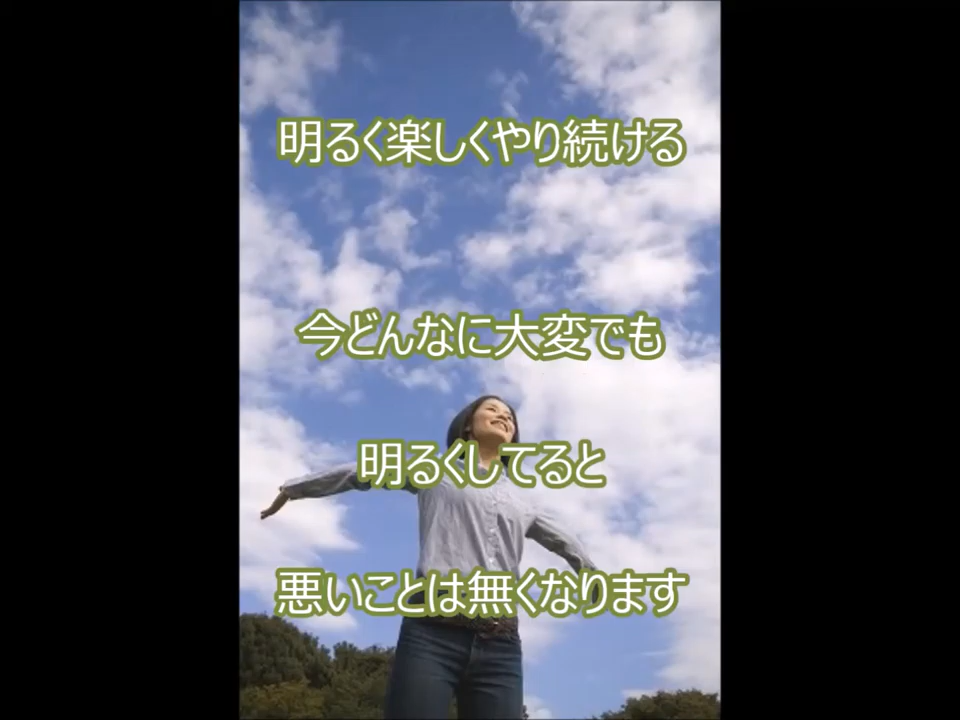 明るく楽しくやり続ける
今どんなに大変でも
明るくしてると
悪いことは無くなります